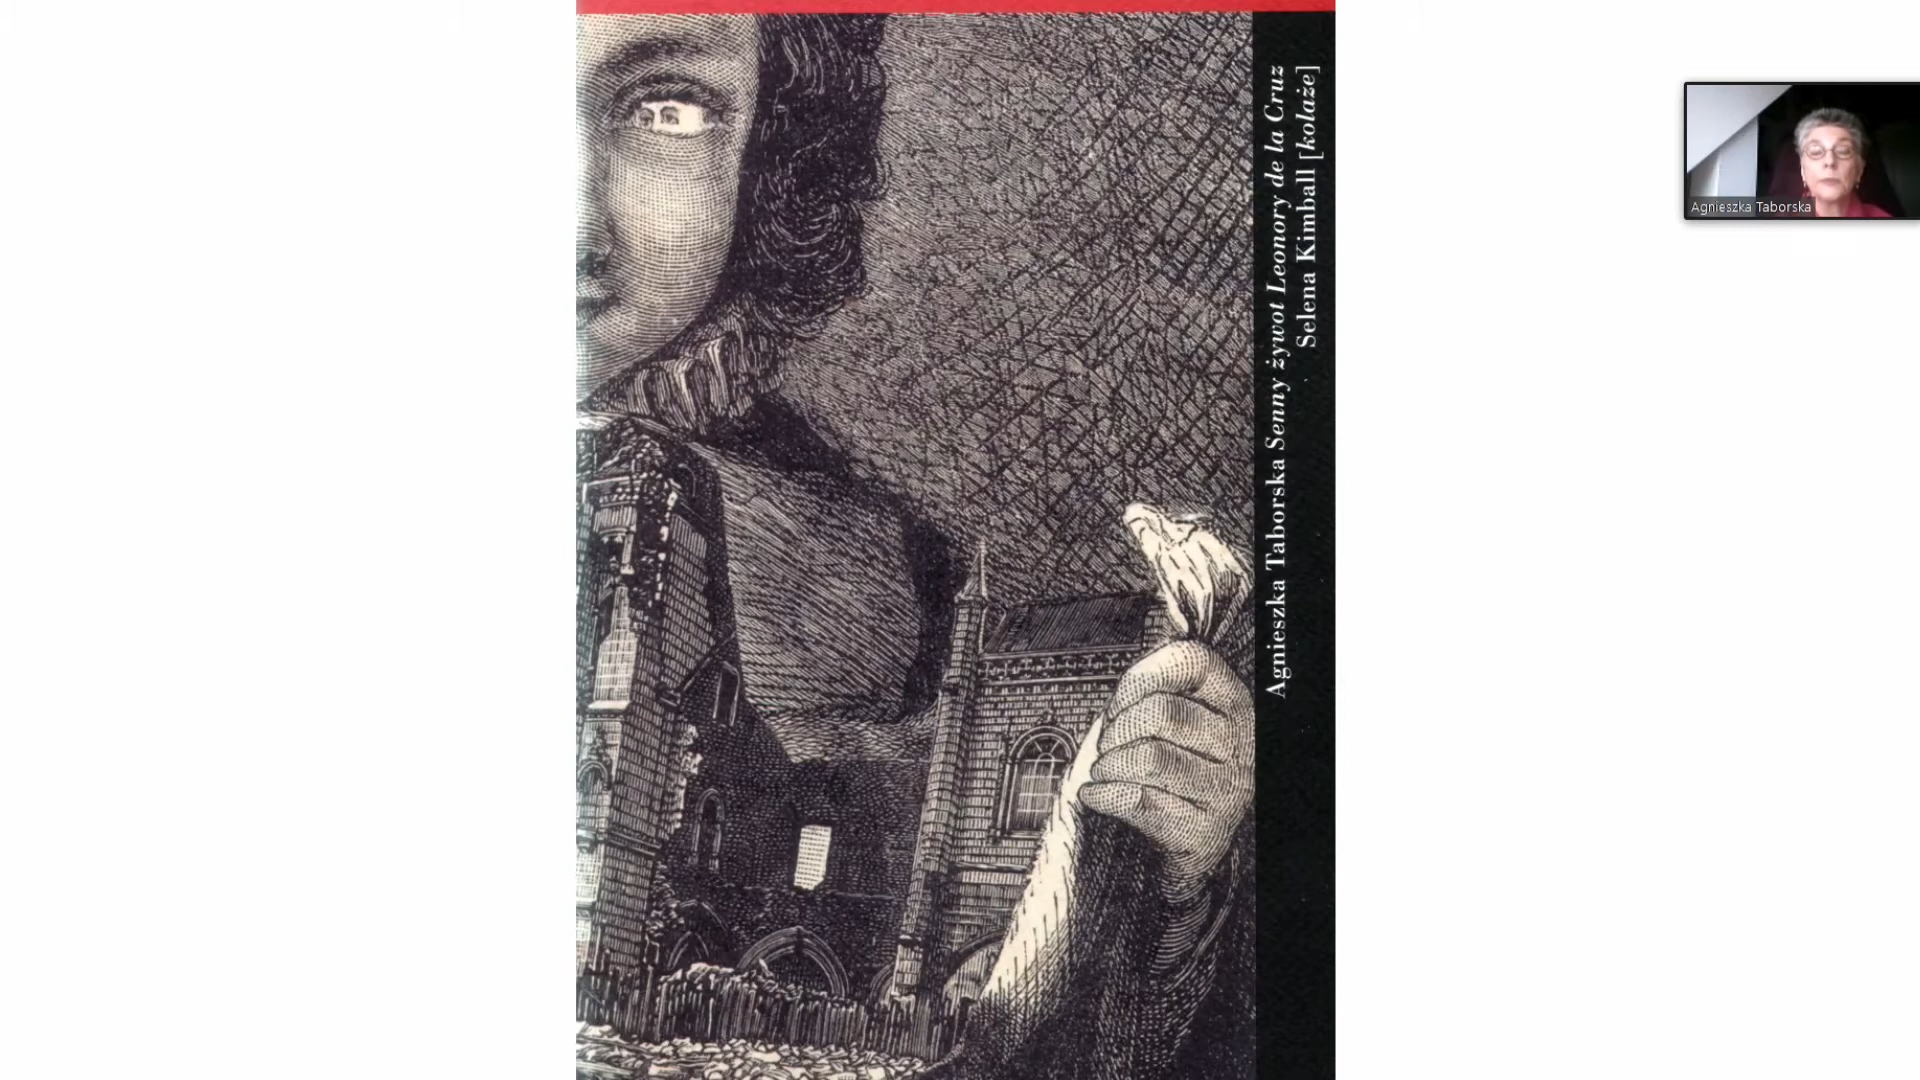 Agnieszka Taborska Senny żywot Leonory de la Cruz
Selena Kimball [kolaże]
Agnieszka Taborska